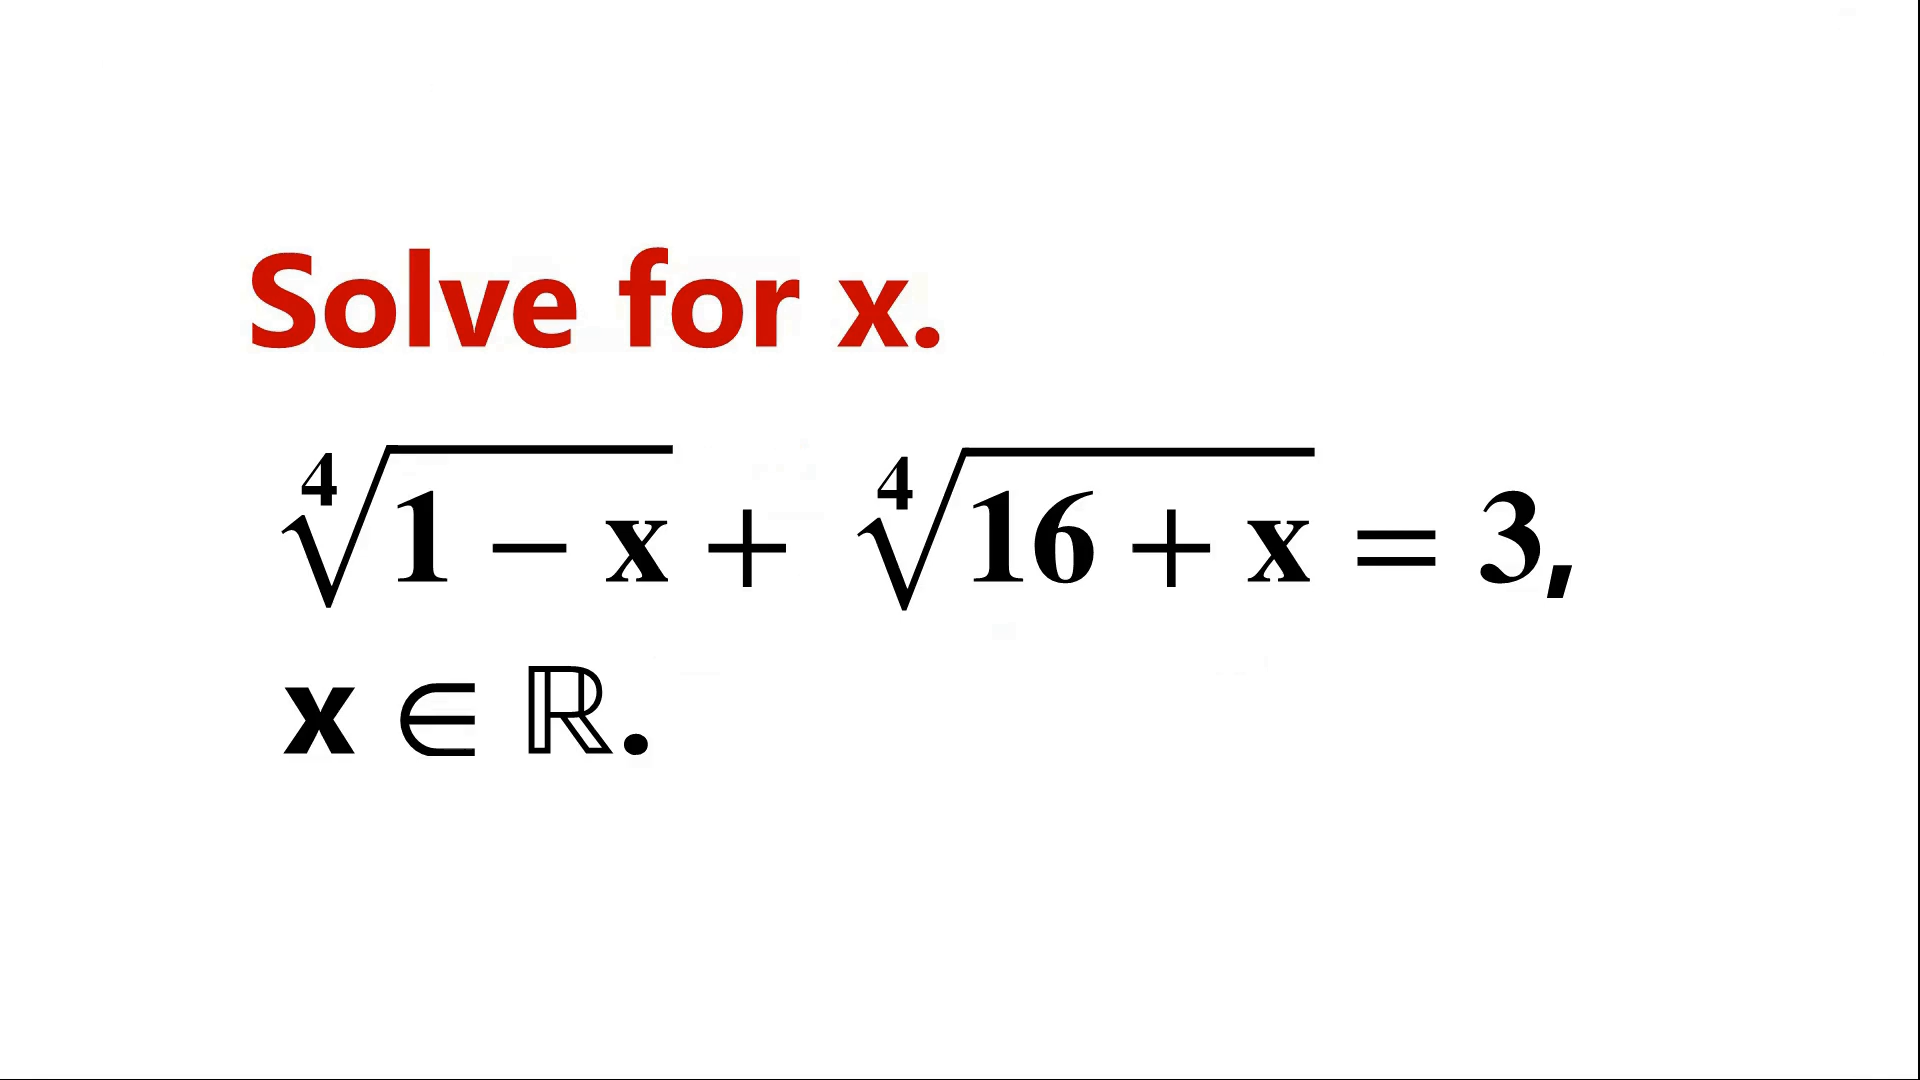 Solve for x.
∜(1 − x) + ∜(16 + x) = 3,
x ∈ ℝ.